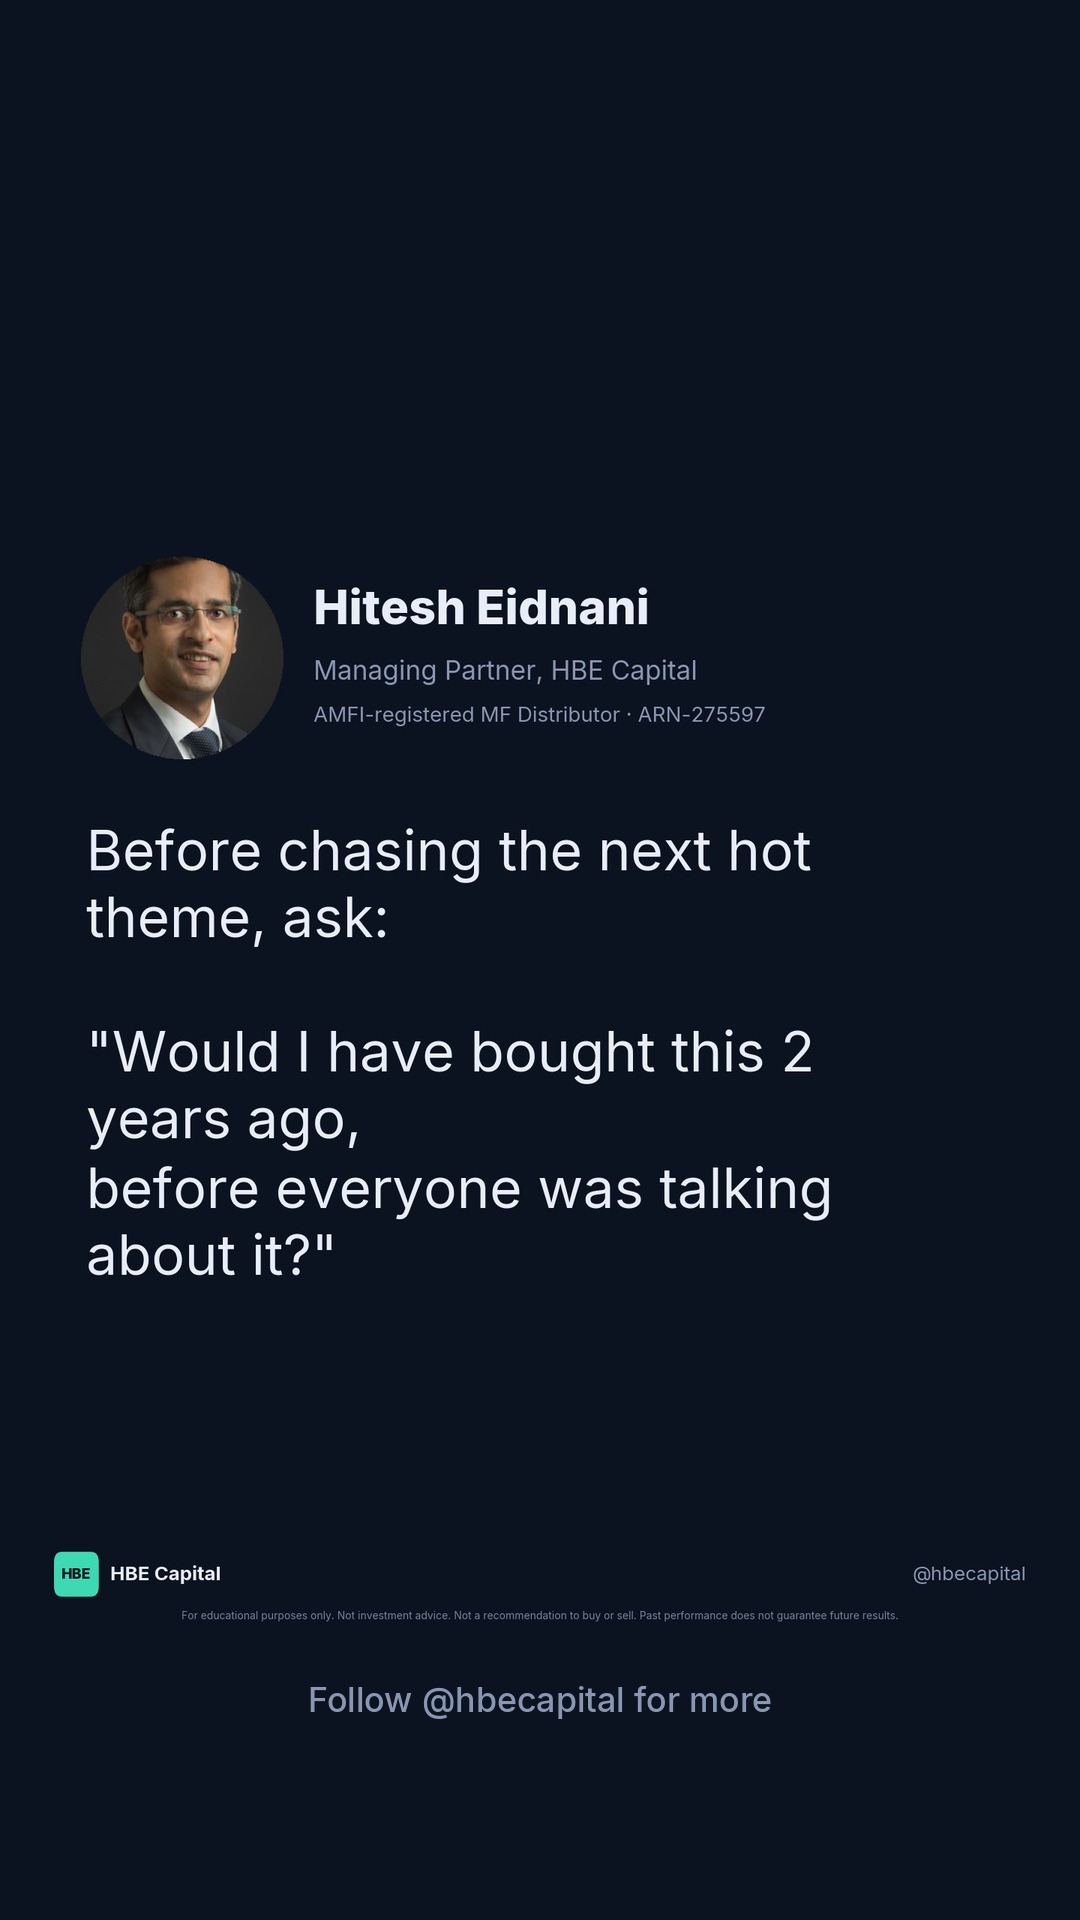 Hitesh Eidnani
Managing Partner, HBE Capital
AMFI-registered MF Distributor · ARN-275597
Before chasing the next hot
theme, ask:
"Would I have bought this 2
years ago,
before everyone was talking
about it?"
HBE
HBE Capital
@hbecapital
For educational purposes only. Not investment advice. Not a recommendation to buy or sell. Past performance does not guarantee future results.
Follow @hbecapital for more